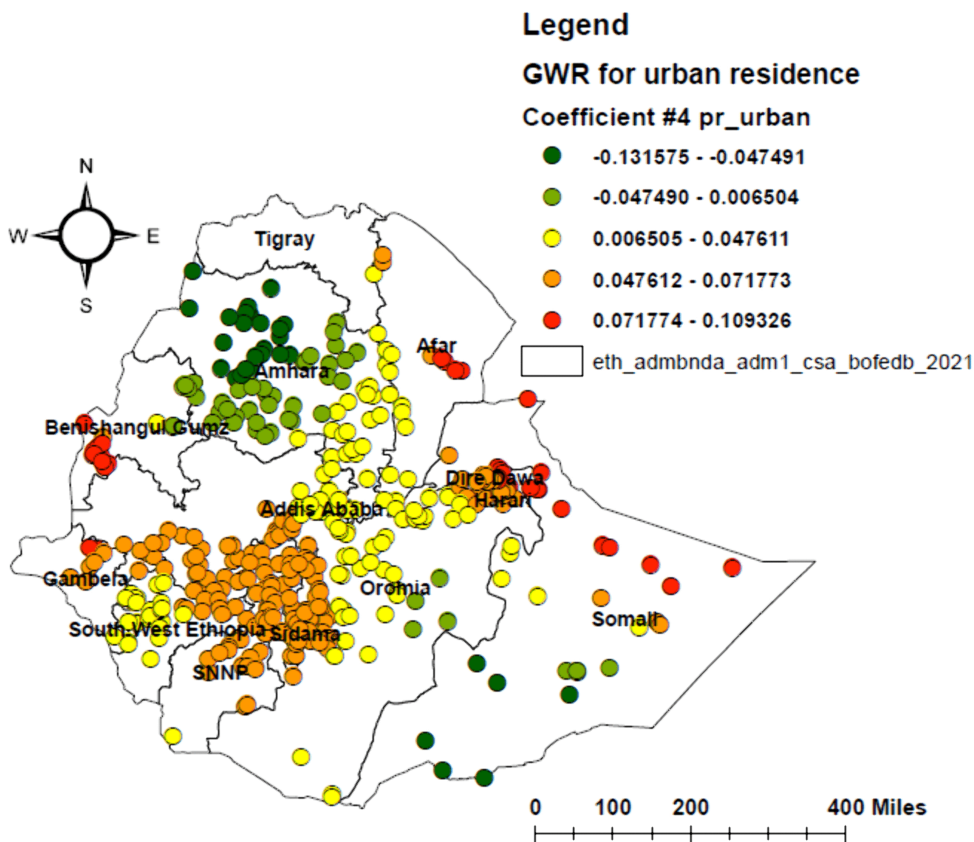 Legend
GWR for urban residence
Coefficient #4 pr_urban
-0.131575 - -0.047491
-0.047490 - 0.006504
0.006505 - 0.047611
0.047612 - 0.071773
0.071774 - 0.109326
eth_admbnda_adm1_csa_bofedb_2021
N
W E
S
Tigray
Afar
Amhara
Benishangul Gumz
Dire Dawa
Harari
Addis Ababa
Gambela
Oromia
South West Ethiopia
Sidama
Somali
SNNP
0 100 200 400 Miles